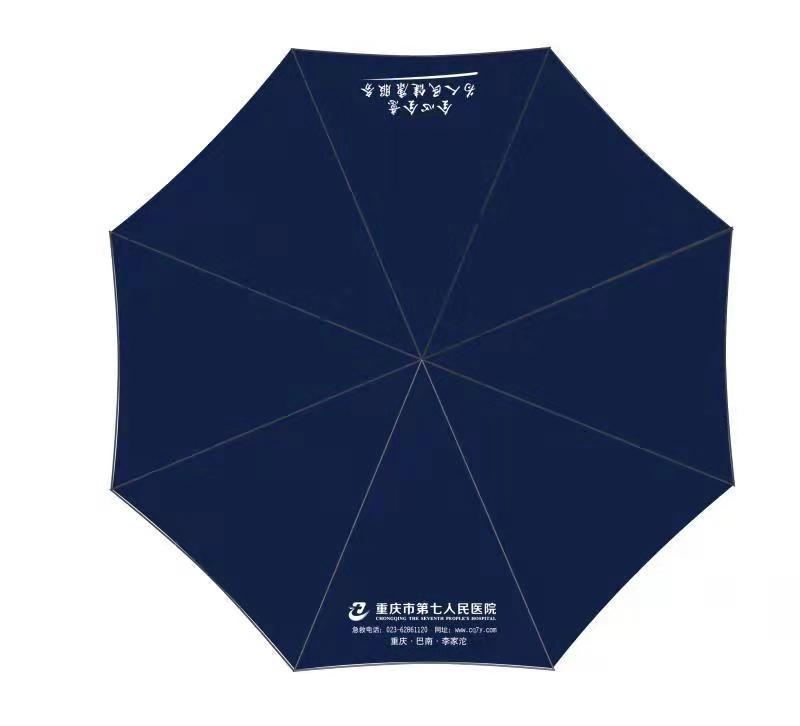 全心全意
为人民健康服务
重庆市第七人民医院
CHONGQING THE SEVENTH PEOPLE'S HOSPITAL
急救电话：023-62861120 网址：www.cq7y.com
重庆·巴南·李家沱